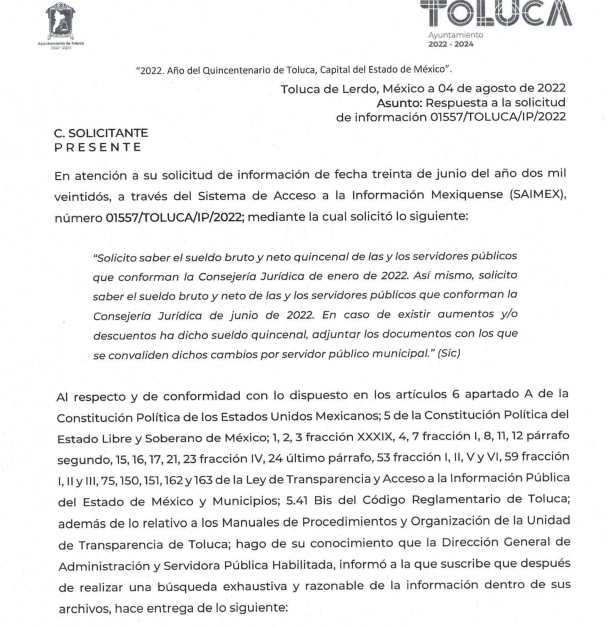 TOLUCA
Ayuntamiento de Toluca
2022 - 2024
Ayuntamiento
2022 - 2024
"2022. Año del Quincentenario de Toluca, Capital del Estado de México".
Toluca de Lerdo, México a 04 de agosto de 2022
Asunto: Respuesta a la solicitud
de información 01557/TOLUCA/IP/2022
C. SOLICITANTE
P R E S E N T E
En atención a su solicitud de información de fecha treinta de junio del año dos mil
veintidós, a través del Sistema de Acceso a la Información Mexiquense (SAIMEX),
número 01557/TOLUCA/IP/2022; mediante la cual solicitó lo siguiente:
"Solicito saber el sueldo bruto y neto quincenal de las y los servidores públicos
que conforman la Consejería Jurídica de enero de 2022. Así mismo, solicito
saber el sueldo bruto y neto de las y los servidores públicos que conforman la
Consejería Jurídica de junio de 2022. En caso de existir aumentos y/o
descuentos ha dicho sueldo quincenal, adjuntar los documentos con los que
se convaliden dichos cambios por servidor público municipal." (Sic)
Al respecto y de conformidad con lo dispuesto en los artículos 6 apartado A de la
Constitución Política de los Estados Unidos Mexicanos; 5 de la Constitución Política del
Estado Libre y Soberano de México; 1, 2, 3 fracción XXXIX, 4, 7 fracción I, 8, 11, 12 párrafo
segundo, 15, 16, 17, 21, 23 fracción IV, 24 último párrafo, 53 fracción I, II, V y VI, 59 fracción
I, II y III, 75, 150, 151, 162 y 163 de la Ley de Transparencia y Acceso a la Información Pública
del Estado de México y Municipios; 5.41 Bis del Código Reglamentario de Toluca;
además de lo relativo a los Manuales de Procedimientos y Organización de la Unidad
de Transparencia de Toluca; hago de su conocimiento que la Dirección General de
Administración y Servidora Pública Habilitada, informó a la que suscribe que después
de realizar una búsqueda exhaustiva y razonable de la información dentro de sus
archivos, hace entrega de lo siguiente: